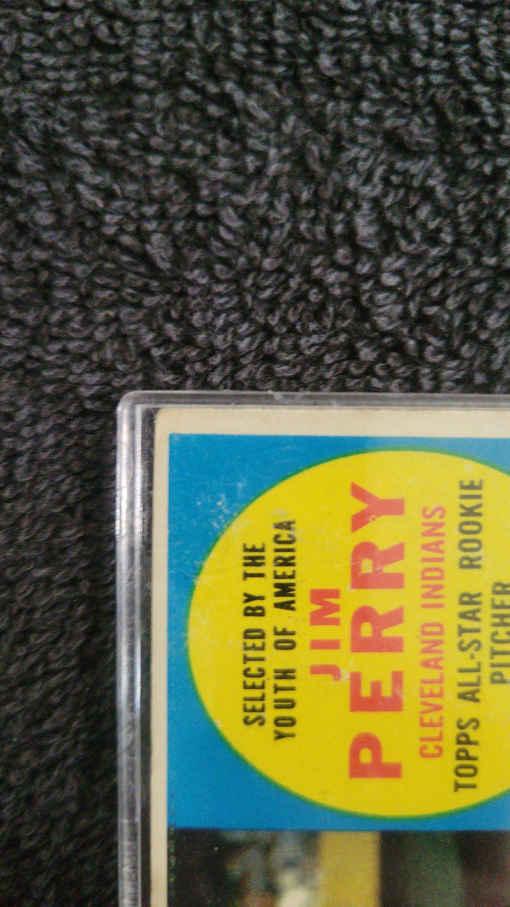 SELECTED BY THE
YOUTH OF AMERICA
JIM
PERRY
CLEVELAND INDIANS
TOPPS ALL-STAR ROOKIE
PITCHER